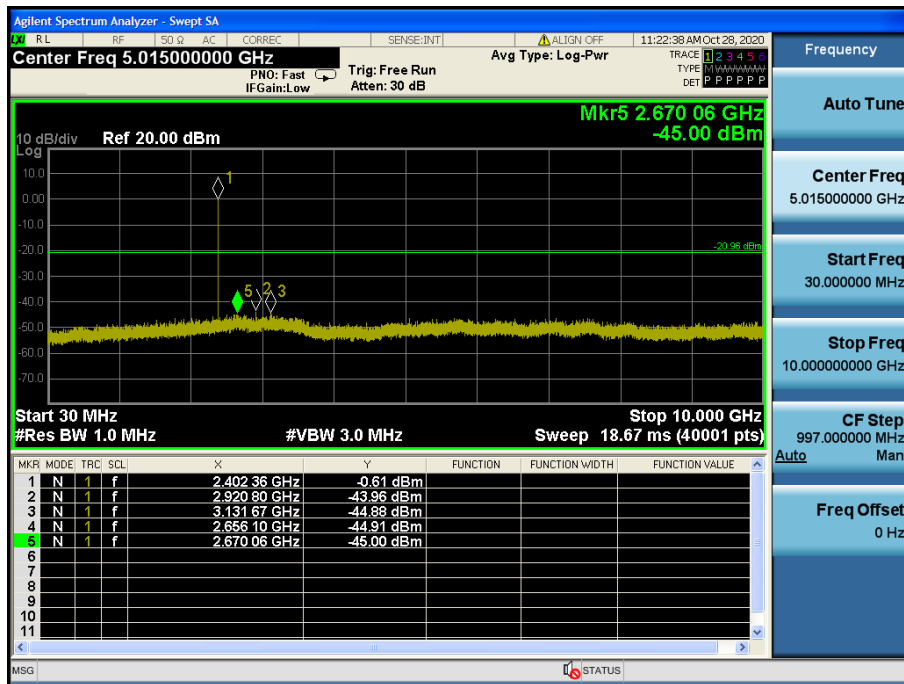 Agilent Spectrum Analyzer - Swept SA
LXI RL RF 50 Ω AC CORREC SENSE:INT ALIGN OFF 11:22:38 AM Oct 28, 2020
Center Freq 5.015000000 GHz
PNO: Fast
IFGain:Low
Trig: Free Run
Atten: 30 dB
Avg Type: Log-Pwr
TRACE 1 2 3 4 5 6
TYPE MWWWWW
DET P P P P P P
Mkr5 2.670 06 GHz
-45.00 dBm
10 dB/div Ref 20.00 dBm
Log
10.0
0.00
-10.0
-20.0
-30.0
-40.0
-50.0
-60.0
-70.0
1
-20.96 dBm
5 2 3
Start 30 MHz Stop 10.000 GHz
#Res BW 1.0 MHz #VBW 3.0 MHz Sweep 18.67 ms (40001 pts)
MKR MODE TRC SCL X Y FUNCTION FUNCTION WIDTH FUNCTION VALUE
1 N 1 f 2.402 36 GHz -0.61 dBm
2 N 1 f 2.920 80 GHz -43.96 dBm
3 N 1 f 3.131 67 GHz -44.88 dBm
4 N 1 f 2.656 10 GHz -44.91 dBm
5 N 1 f 2.670 06 GHz -45.00 dBm
6
7
8
9
10
11
MSG STATUS
Frequency
Auto Tune
Center Freq
5.015000000 GHz
Start Freq
30.000000 MHz
Stop Freq
10.000000000 GHz
CF Step
997.000000 MHz
Auto Man
Freq Offset
0 Hz